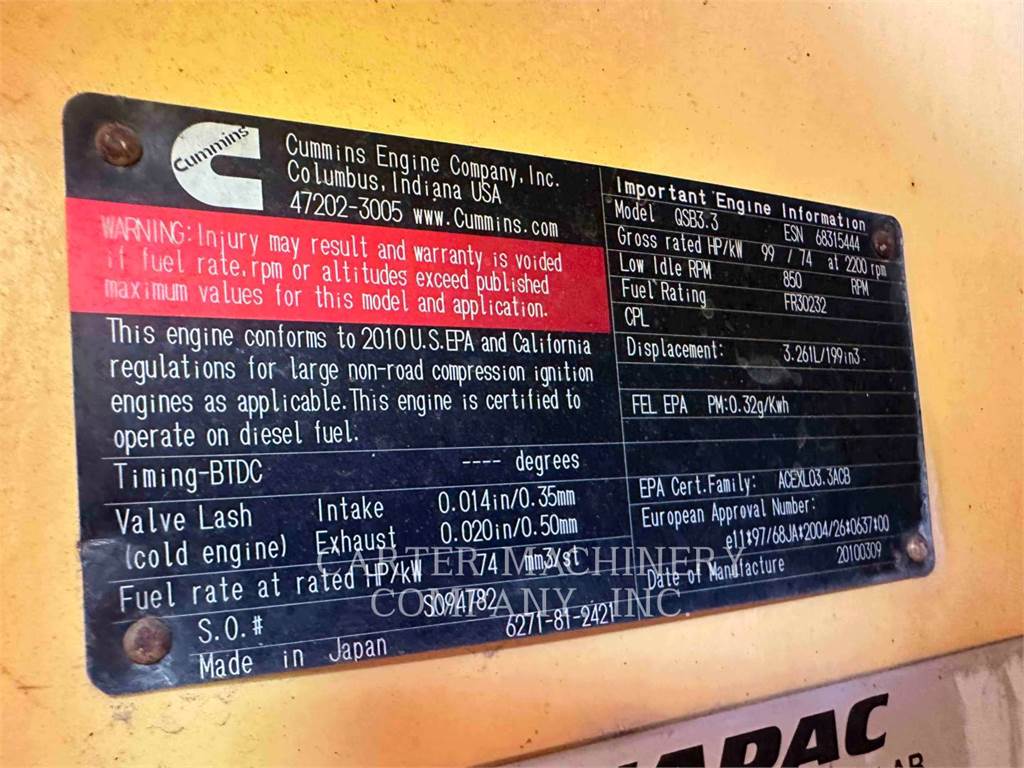 Cummins
Cummins Engine Company, Inc.
Columbus, Indiana USA
47202-3005 www.Cummins.com
WARNING: Injury may result and warranty is voided
if fuel rate, rpm or altitudes exceed published
maximum values for this model and application.
This engine conforms to 2010 U.S.EPA and California
regulations for large non-road compression ignition
engines as applicable. This engine is certified to
operate on diesel fuel.
Timing-BTDC ---- degrees
Valve Lash Intake 0.014in/0.35mm
(cold engine) Exhaust 0.020in/0.50mm
Fuel rate at rated HP/kW 74 mm3/st
S.O.# SO94782
Made in Japan 6271-81-2421
Important Engine Information
Model QSB3.3 ESN 68315444
Gross rated HP/kW 99 / 74 at 2200 rpm
Low Idle RPM 850 RPM
Fuel Rating FR30232
CPL
Displacement: 3.261L/199in3
FEL EPA PM:0.32g/Kwh
EPA Cert.Family: ACEXL03.3ACB
European Approval Number:
e11*97/68JA*2004/26*0637*00
Date of Manufacture 20100309
CARTER MACHINERY
COMPANY, INC.